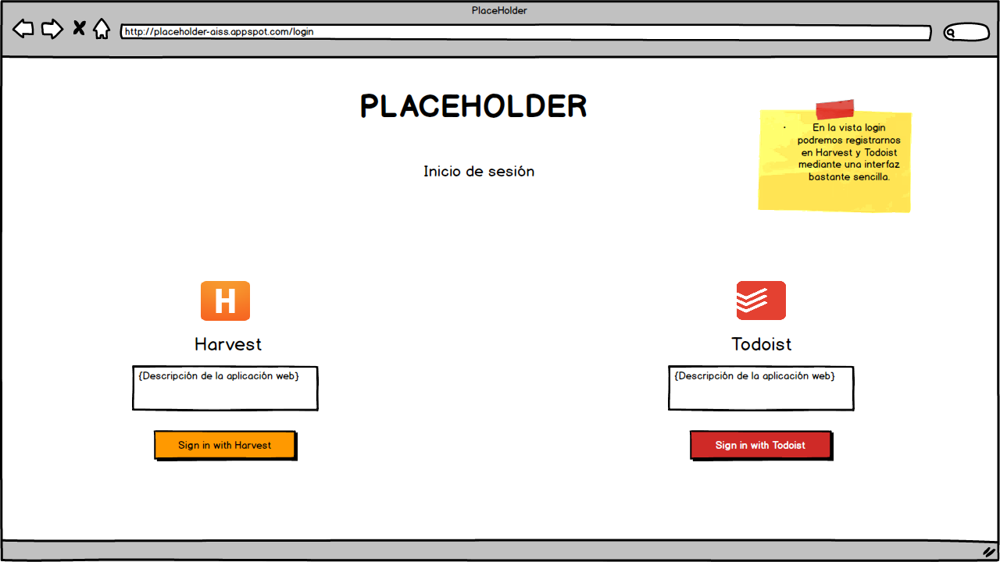 PlaceHolder
http://placeholder-aiss.appspot.com/login
PLACEHOLDER
Inicio de sesión
• En la vista login
podremos registrarnos
en Harvest y Todoist
mediante una interfaz
bastante sencilla.
H
Harvest
{Descripción de la aplicación web}
Sign in with Harvest
Todoist
{Descripción de la aplicación web}
Sign in with Todoist